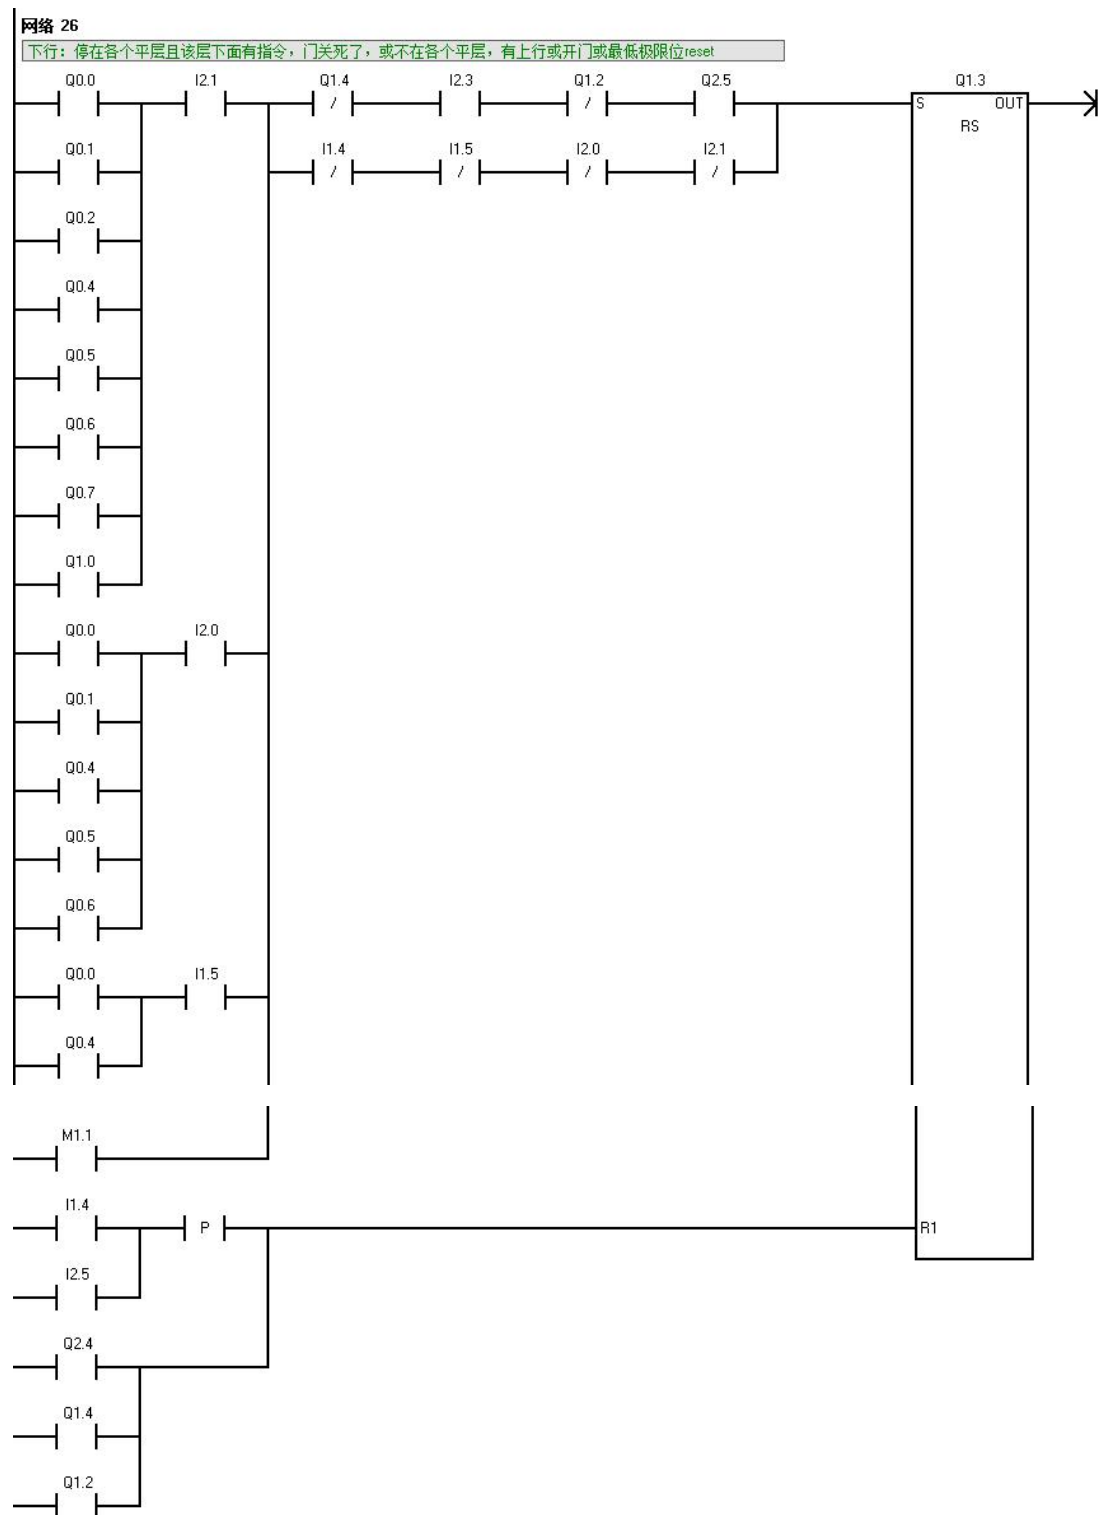 网络 26
下行：停在各个平层且该层下面有指令，门关死了，或不在各个平层，有上行或开门或最低极限位reset
Q0.0 I2.1 Q1.4 I2.3 Q1.2 Q2.5 Q1.3
/ / S OUT
RS
Q0.1 I1.4 I1.5 I2.0 I2.1
/ / / /
Q0.2
Q0.4
Q0.5
Q0.6
Q0.7
Q1.0
Q0.0 I2.0
Q0.1
Q0.4
Q0.5
Q0.6
Q0.0 I1.5
Q0.4
M1.1
I1.4
P R1
I2.5
Q2.4
Q1.4
Q1.2